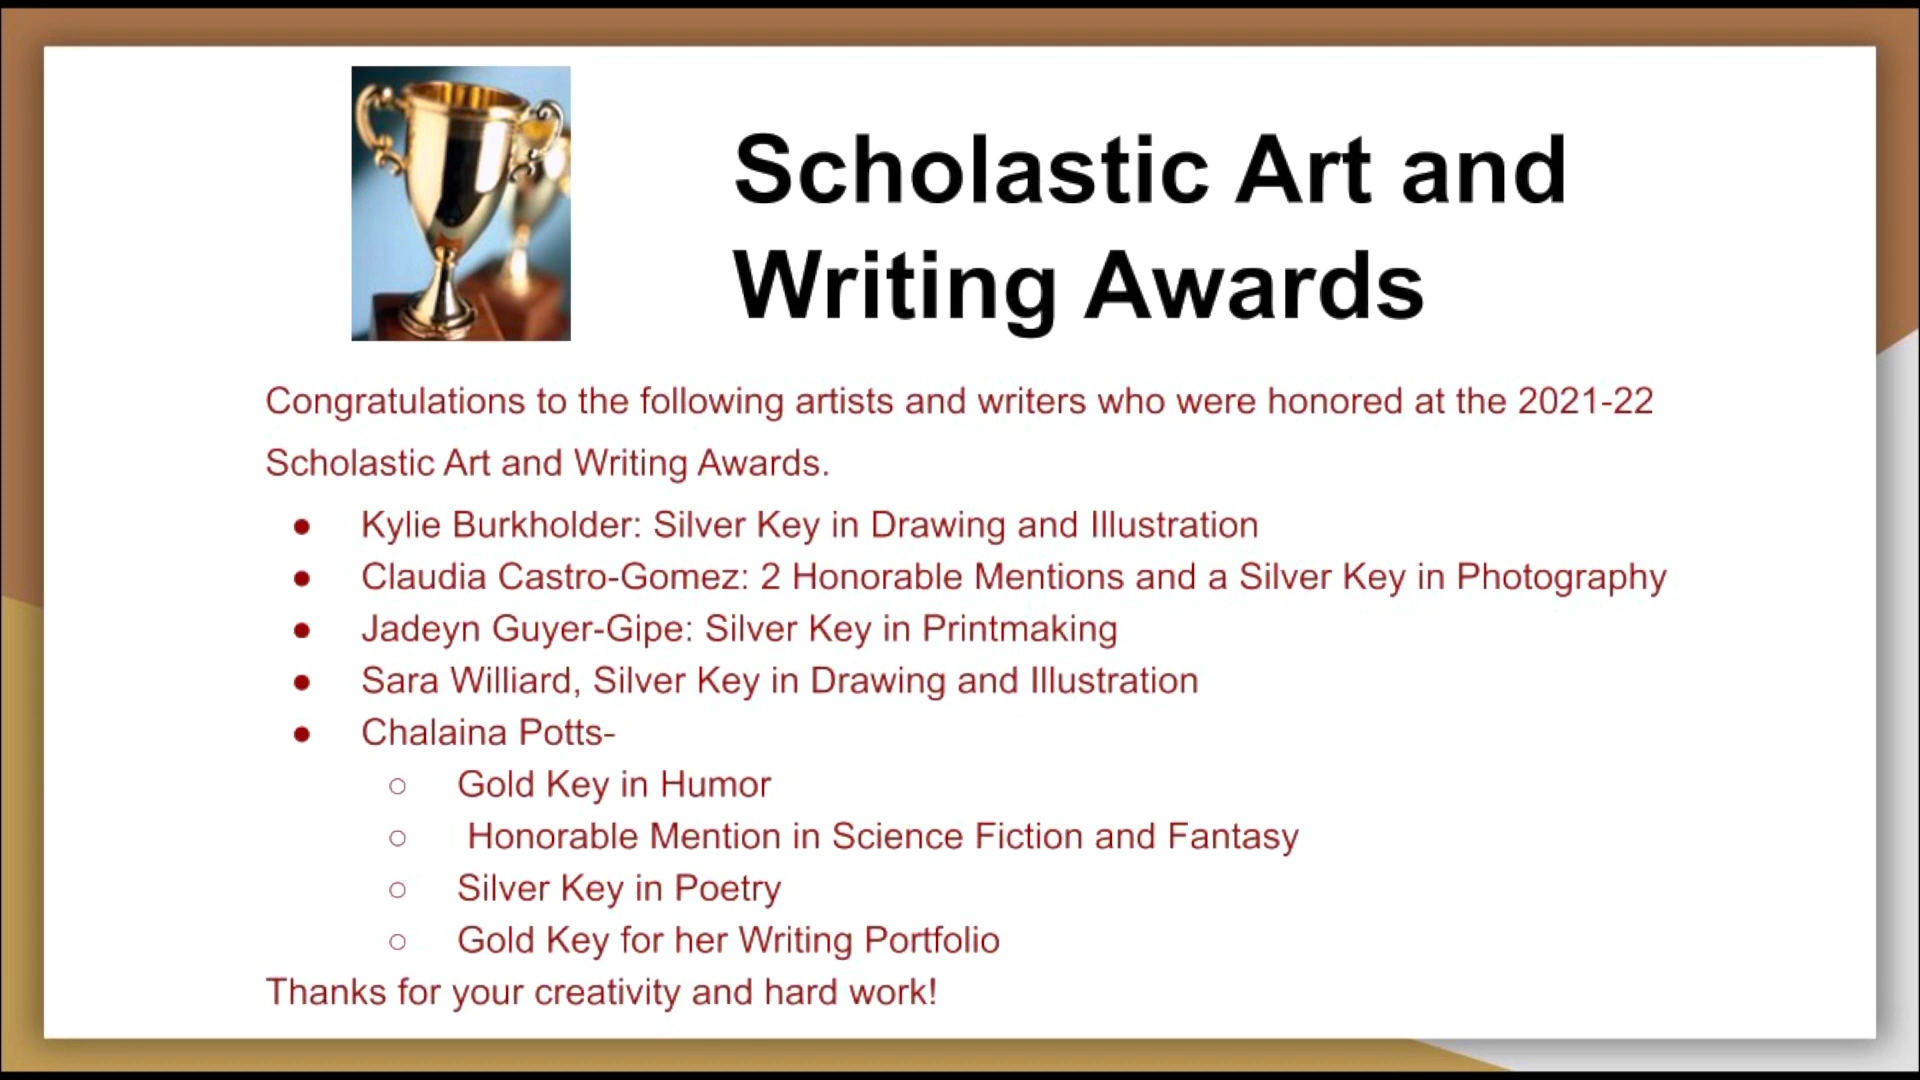 Scholastic Art and
Writing Awards
Congratulations to the following artists and writers who were honored at the 2021-22
Scholastic Art and Writing Awards.
● Kylie Burkholder: Silver Key in Drawing and Illustration
● Claudia Castro-Gomez: 2 Honorable Mentions and a Silver Key in Photography
● Jadeyn Guyer-Gipe: Silver Key in Printmaking
● Sara Williard, Silver Key in Drawing and Illustration
● Chalaina Potts-
○ Gold Key in Humor
○ Honorable Mention in Science Fiction and Fantasy
○ Silver Key in Poetry
○ Gold Key for her Writing Portfolio
Thanks for your creativity and hard work!